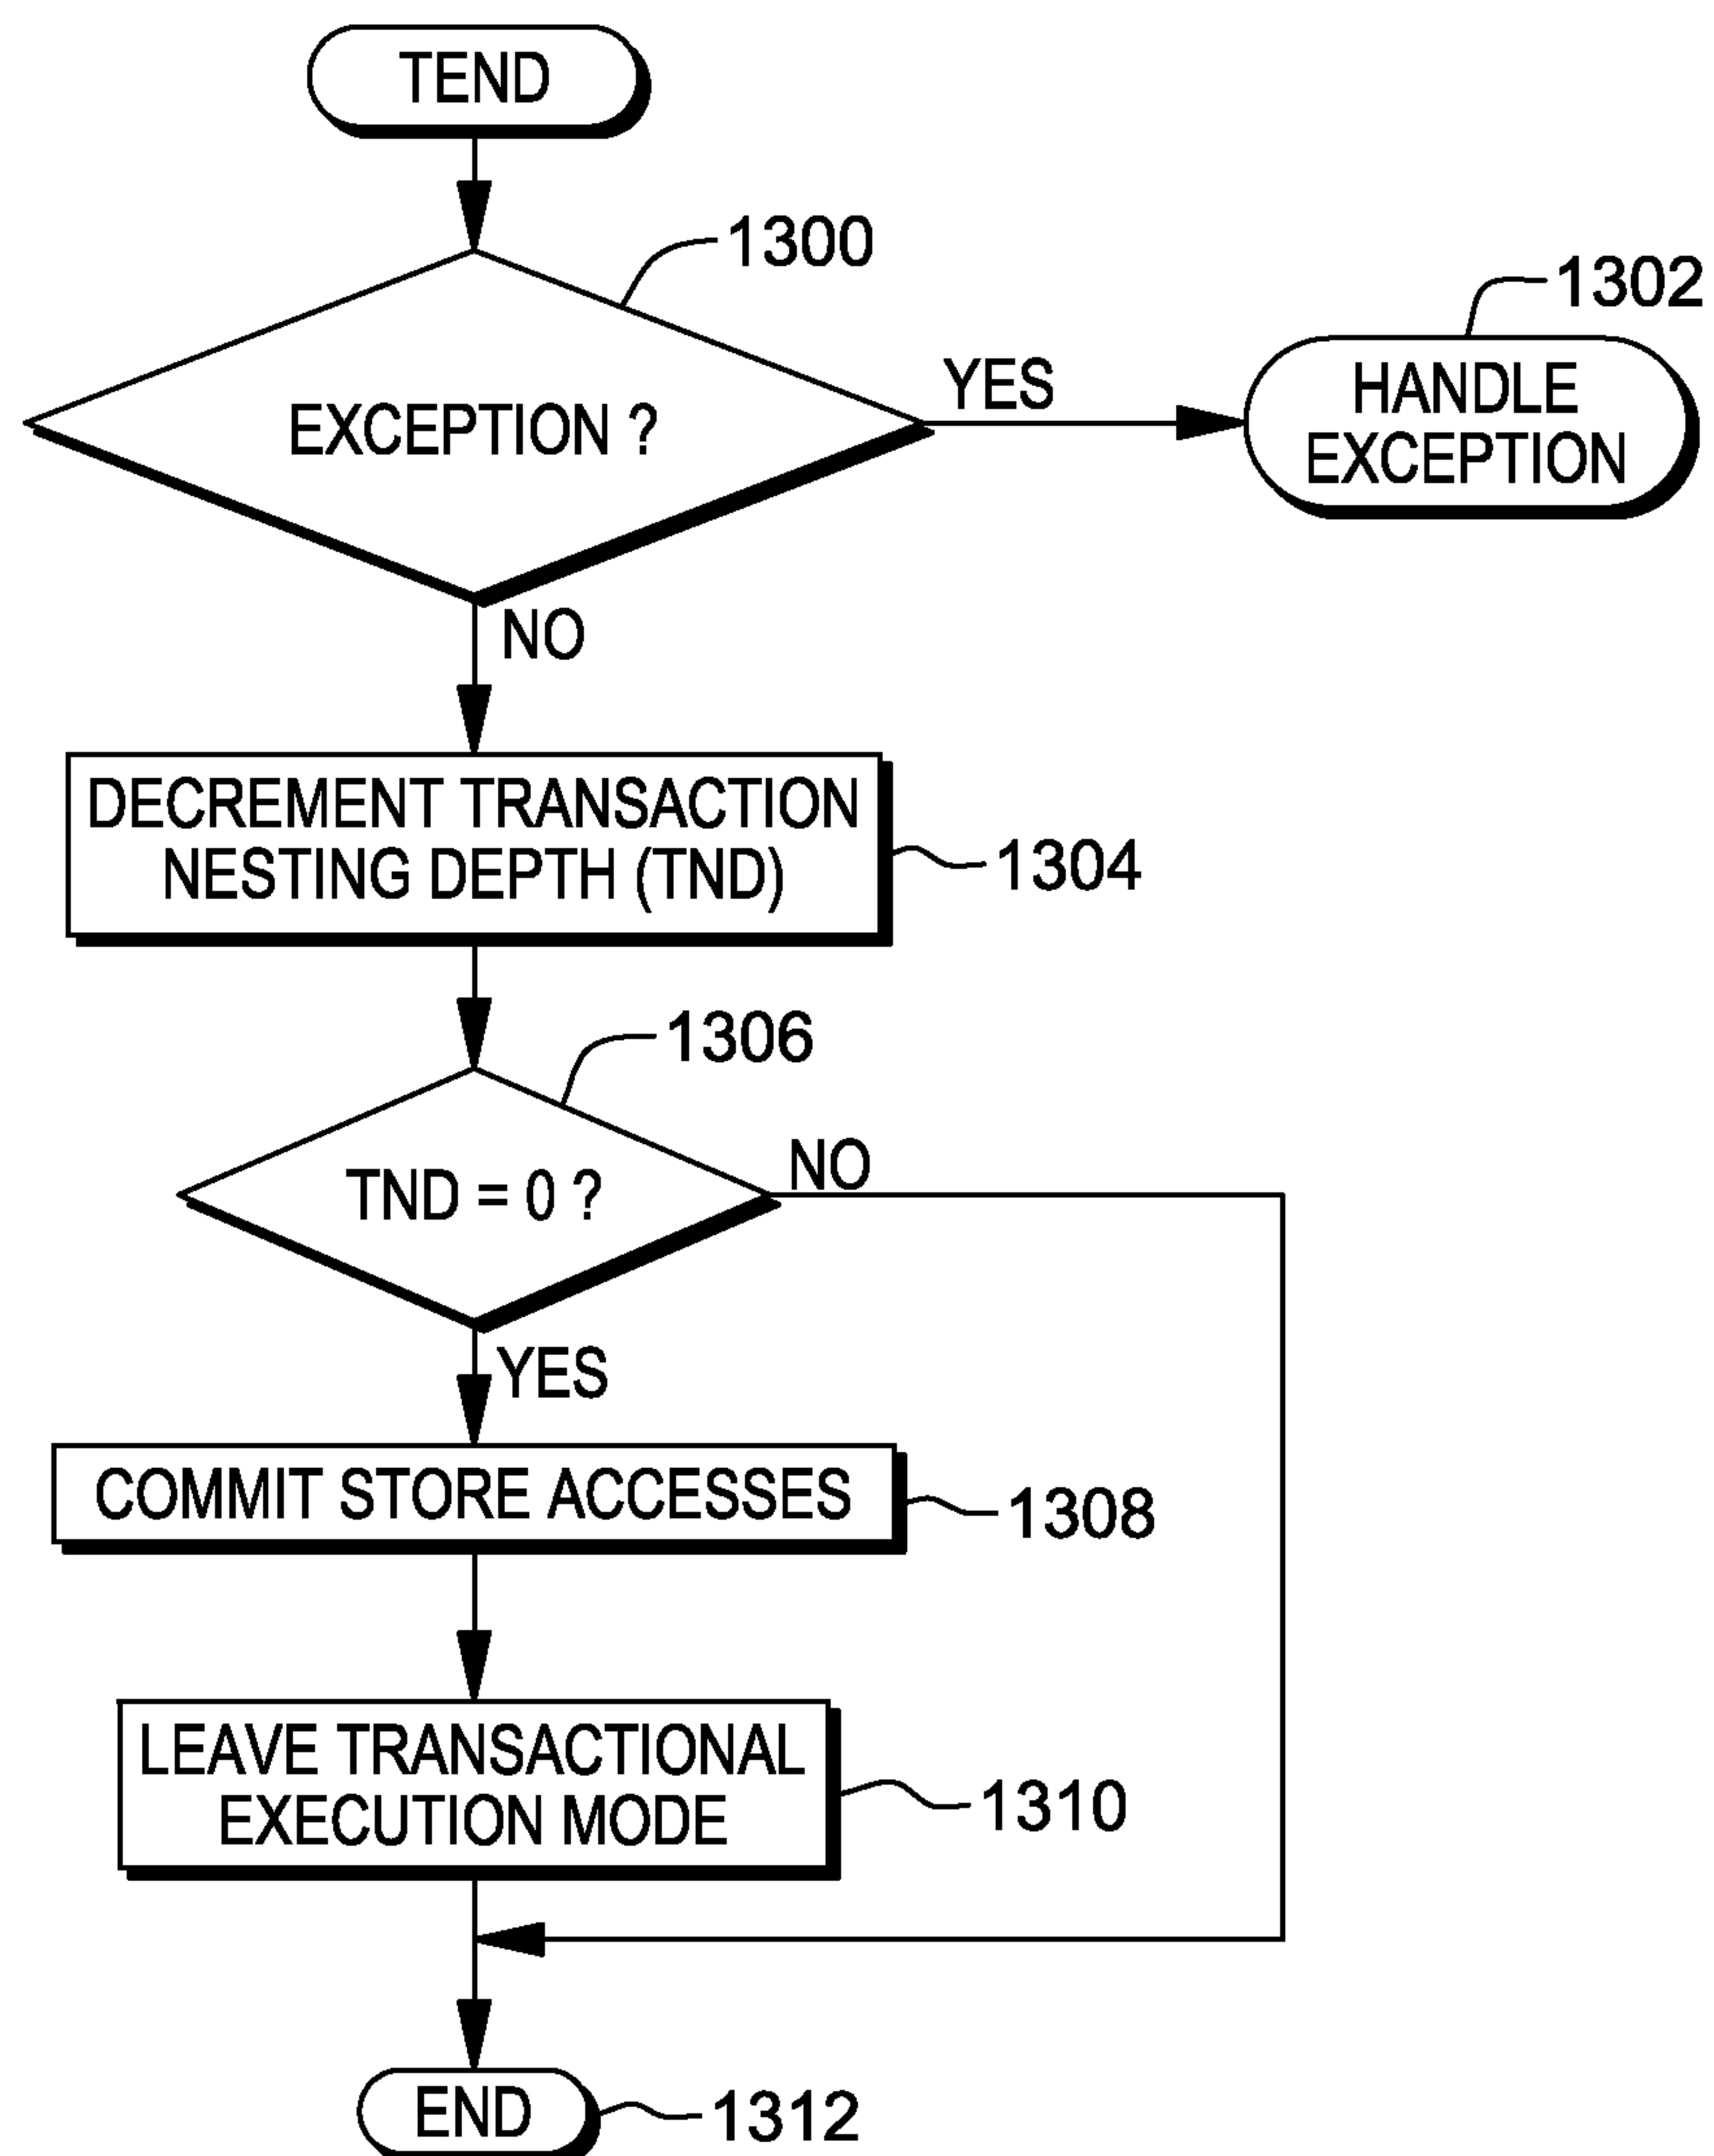 TEND
1300
EXCEPTION ?
YES
1302
HANDLE
EXCEPTION
NO
DECREMENT TRANSACTION
NESTING DEPTH (TND)
1304
1306
TND = 0 ?
NO
YES
COMMIT STORE ACCESSES
1308
LEAVE TRANSACTIONAL
EXECUTION MODE
1310
END
1312